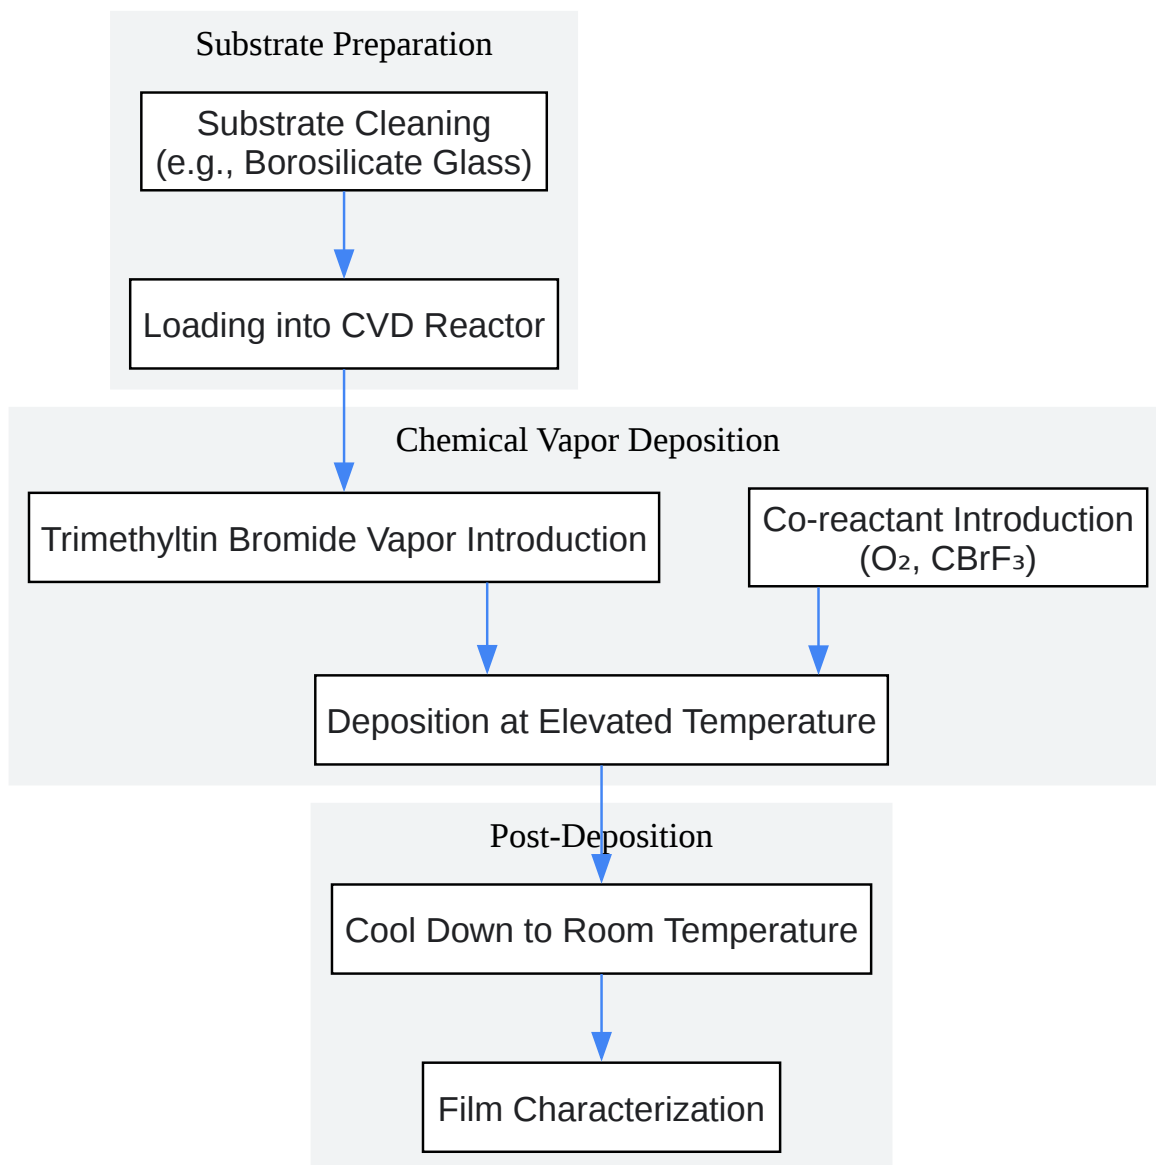 Substrate Preparation
Substrate Cleaning
(e.g., Borosilicate Glass)
Loading into CVD Reactor
Chemical Vapor Deposition
Trimethyltin Bromide Vapor Introduction
Co-reactant Introduction
(O₂, CBrF₃)
Deposition at Elevated Temperature
Post-Deposition
Cool Down to Room Temperature
Film Characterization